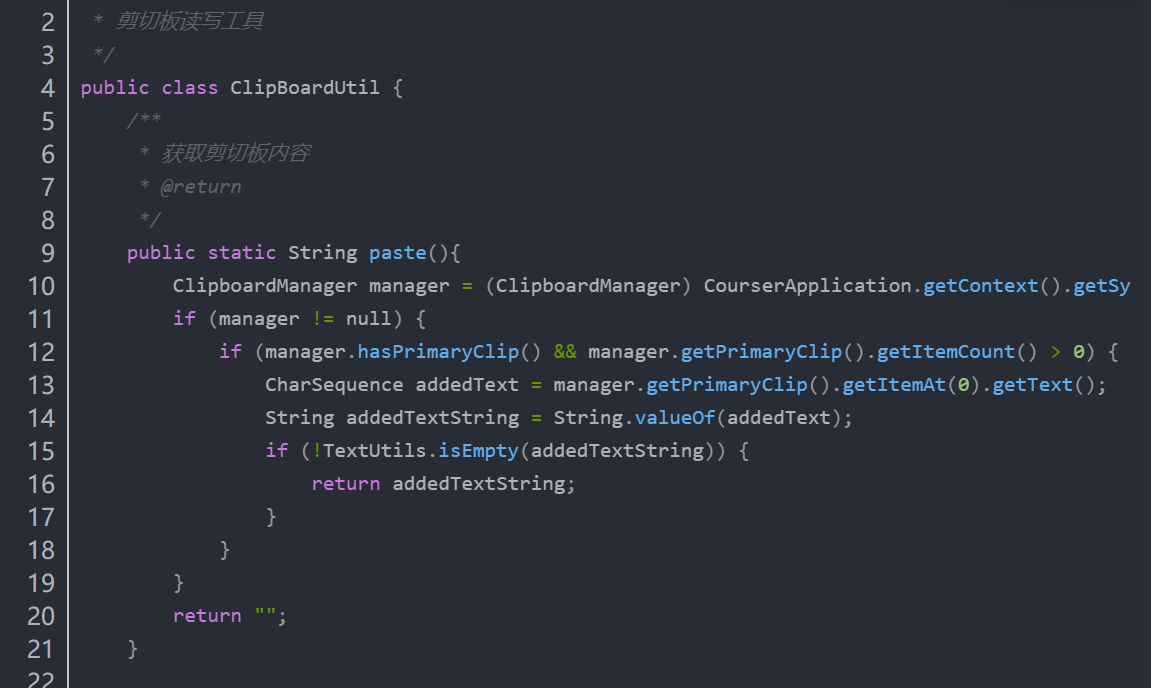 2 * 剪切板读写工具
3 */
4 public class ClipBoardUtil {
5 /**
6 * 获取剪切板内容
7 * @return
8 */
9 public static String paste(){
10 ClipboardManager manager = (ClipboardManager) CourserApplication.getContext().getSy
11 if (manager != null) {
12 if (manager.hasPrimaryClip() && manager.getPrimaryClip().getItemCount() > 0) {
13 CharSequence addedText = manager.getPrimaryClip().getItemAt(0).getText();
14 String addedTextString = String.valueOf(addedText);
15 if (!TextUtils.isEmpty(addedTextString)) {
16 return addedTextString;
17 }
18 }
19 }
20 return "";
21 }
22